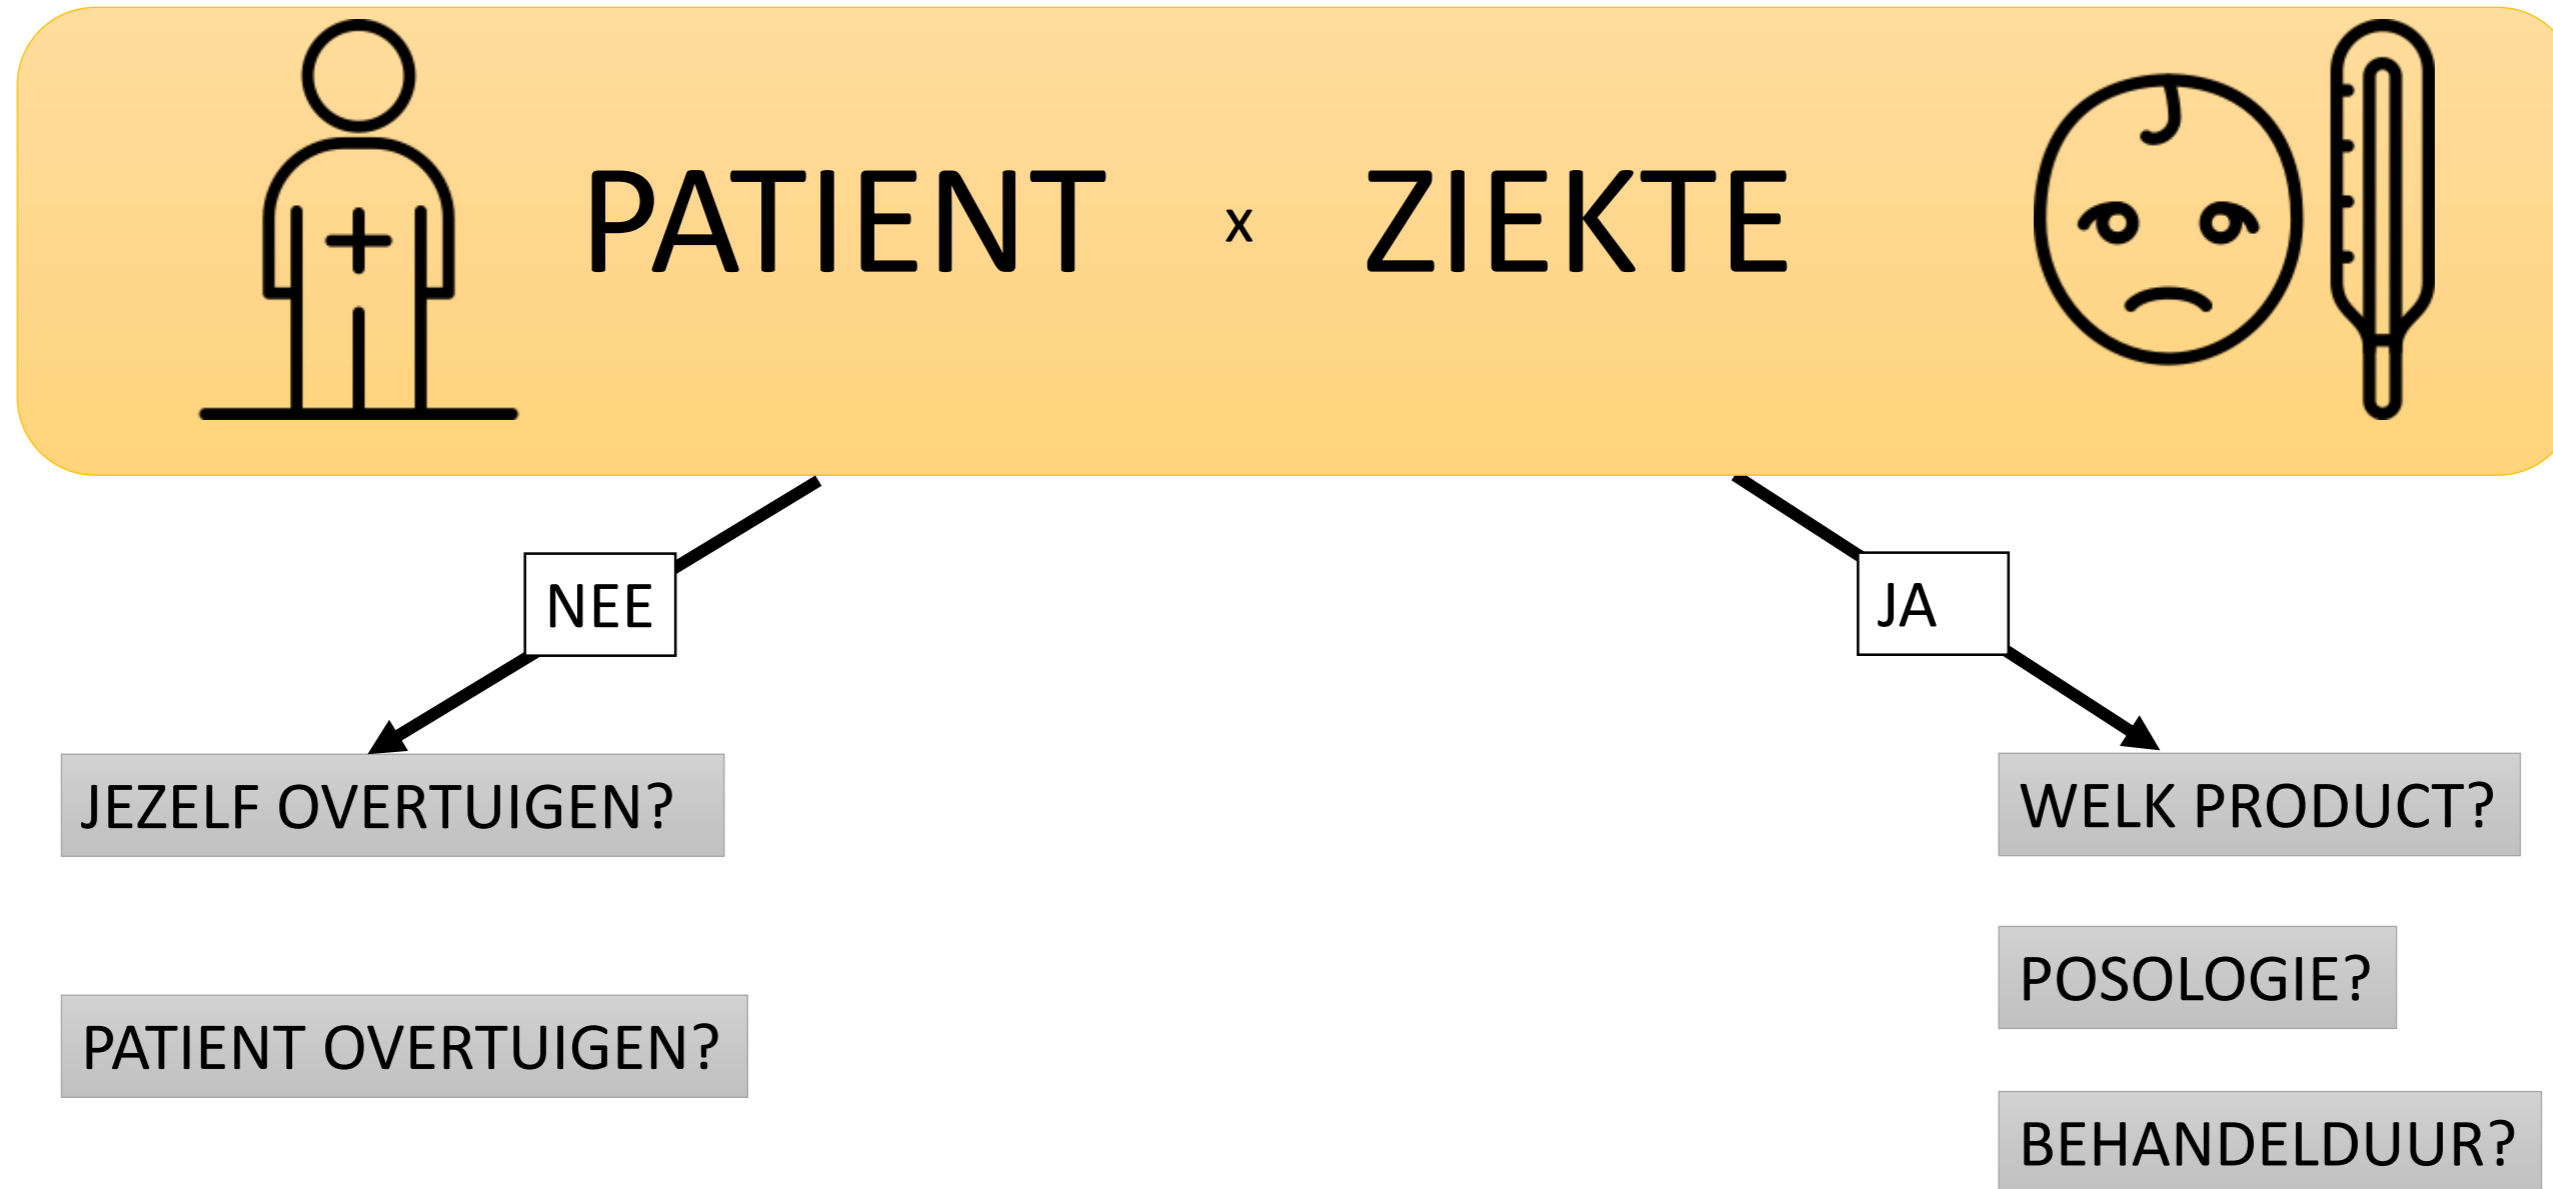 PATIENT x ZIEKTE
NEE
JA
JEZELF OVERTUIGEN?
PATIENT OVERTUIGEN?
WELK PRODUCT?
POSOLOGIE?
BEHANDELDUUR?